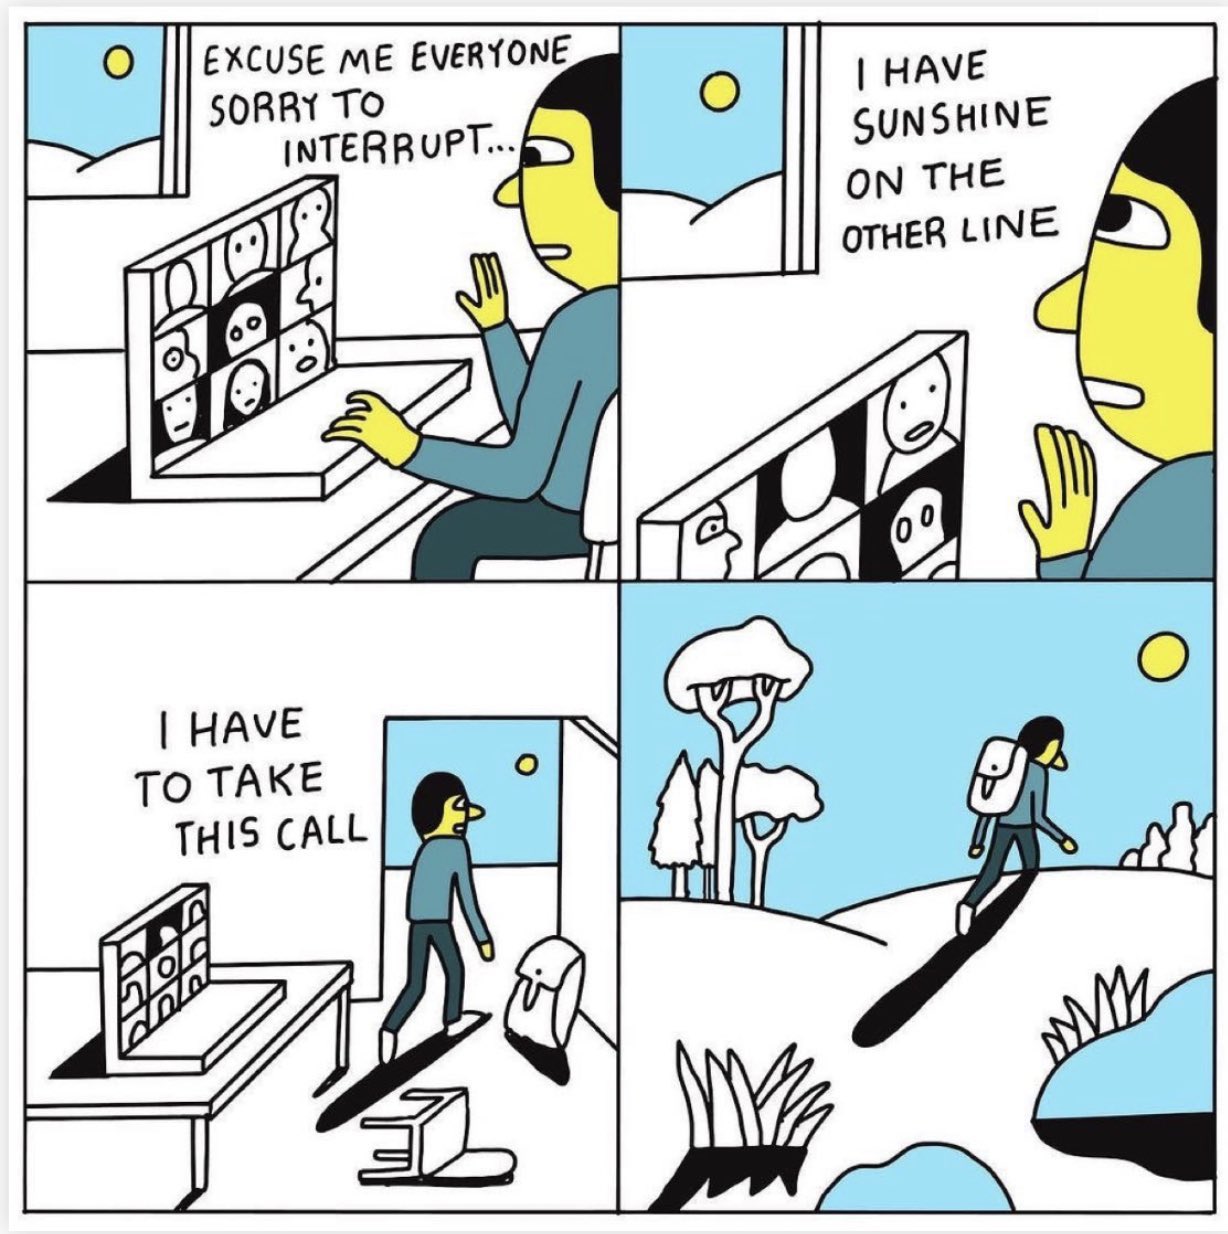 EXCUSE ME EVERYONE
SORRY TO
INTERRUPT...
I HAVE
SUNSHINE
ON THE
OTHER LINE
I HAVE
TO TAKE
THIS CALL